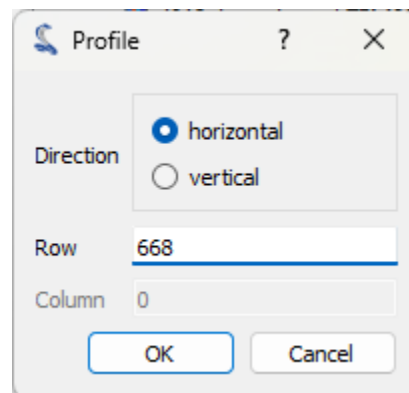 Profile ?
Direction
horizontal
vertical
Row 668
Column 0
OK Cancel